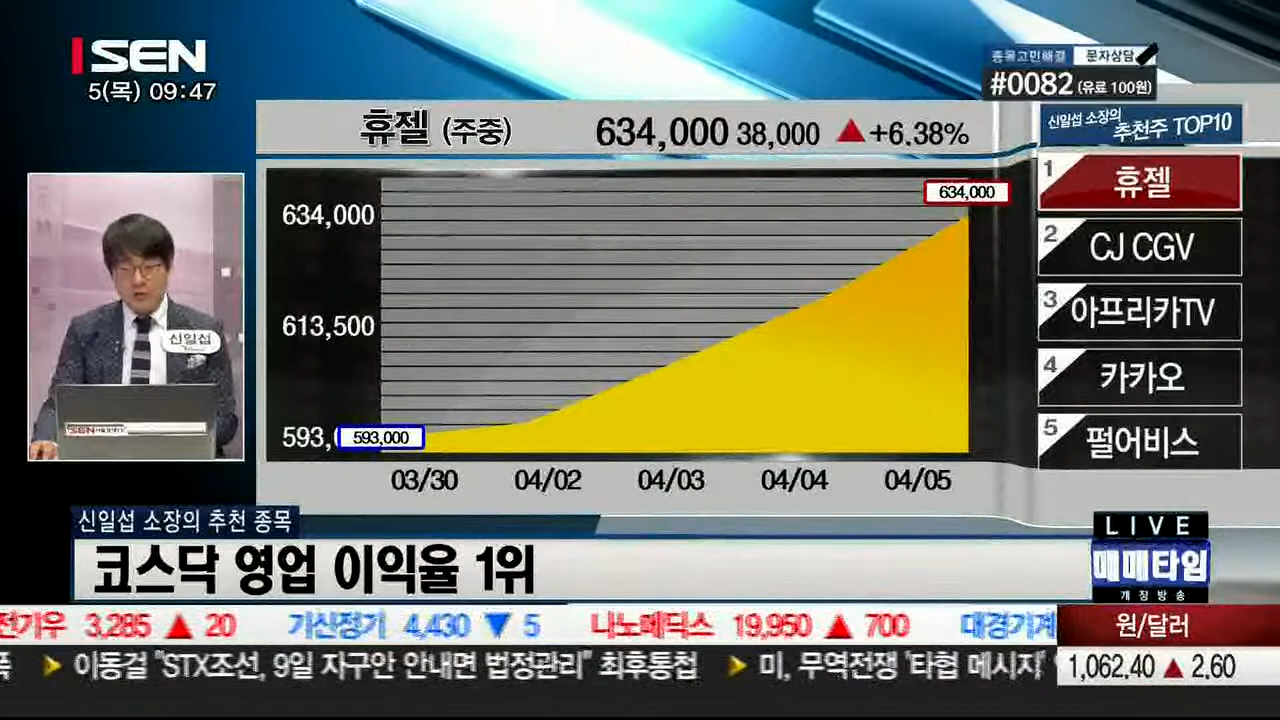 SEN
5(목) 09:47
종목고민해결 문자상담
#0082 (유료 100원)
휴젤 (주중) 634,000 38,000 ▲+6.38%
신일섭 소장의
추천주 TOP10
1 휴젤
2 CJ CGV
3 아프리카TV
4 카카오
5 펄어비스
634,000
634,000
613,500
593,000
03/30 04/02 04/03 04/04 04/05
신일섭
SEN
신일섭 소장의 추천 종목
코스닥 영업 이익율 1위
LIVE
매매타임
개장방송
전기우 3,285 ▲ 20 기산정기 4,430 ▼ 5 나노메딕스 19,950 ▲ 700 대경기계
원/달러
이동걸 "STX조선, 9일 자구안 안내면 법정관리" 최후통첩 미, 무역전쟁 '타협 메시지'
1,062.40 ▲ 2.60